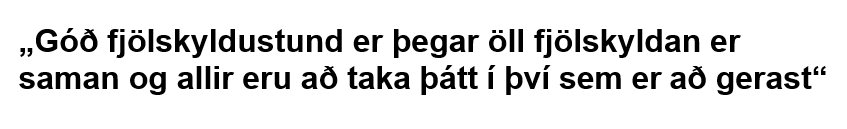 „Góð fjölskyldustund er þegar öll fjölskyldan er
saman og allir eru að taka þátt í því sem er að gerast“